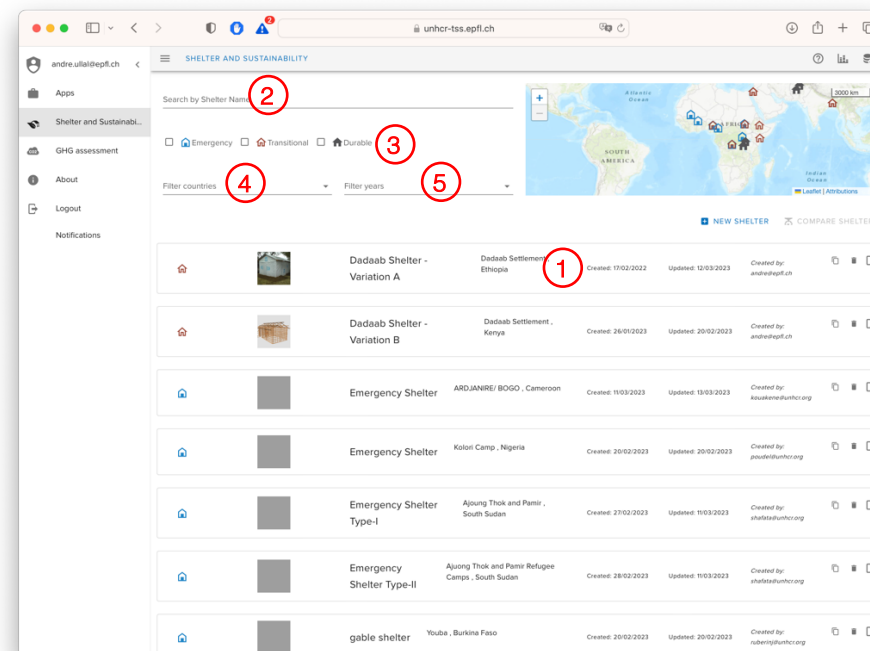 2
unhcr-tss.epfl.ch
andre.ullal@epfl.ch
SHELTER AND SUSTAINABILITY
Apps
Shelter and Sustainabi...
GHG assessment
About
Logout
Notifications
Search by Shelter Name
2
Emergency
Transitional
Durable
3
Filter countries
4
Filter years
5
+
−
Atlantic
Ocean
3000 km
AFRI
SOUTH
AMERICA
Indian
Ocean
Leaflet | Attributions
NEW SHELTER
COMPARE SHELTER
Dadaab Shelter -
Variation A
Dadaab Settlement,
Ethiopia
1
Created: 17/02/2022
Updated: 12/03/2023
Created by:
andre@epfl.ch
Dadaab Shelter -
Variation B
Dadaab Settlement ,
Kenya
Created: 26/01/2023
Updated: 20/02/2023
Created by:
andre@epfl.ch
Emergency Shelter
ARDJANIRE/ BOGO , Cameroon
Created: 11/03/2023
Updated: 13/03/2023
Created by:
kouakene@unhcr.org
Emergency Shelter
Kolori Camp , Nigeria
Created: 20/02/2023
Updated: 20/02/2023
Created by:
poudel@unhcr.org
Emergency Shelter
Type-I
Ajoung Thok and Pamir ,
South Sudan
Created: 27/02/2023
Updated: 11/03/2023
Created by:
shafata@unhcr.org
Emergency
Shelter Type-II
Ajuong Thok and Pamir Refugee
Camps , South Sudan
Created: 28/02/2023
Updated: 11/03/2023
Created by:
shafata@unhcr.org
gable shelter
Youba , Burkina Faso
Created: 20/02/2023
Updated: 20/02/2023
Created by:
ruberinj@unhcr.org